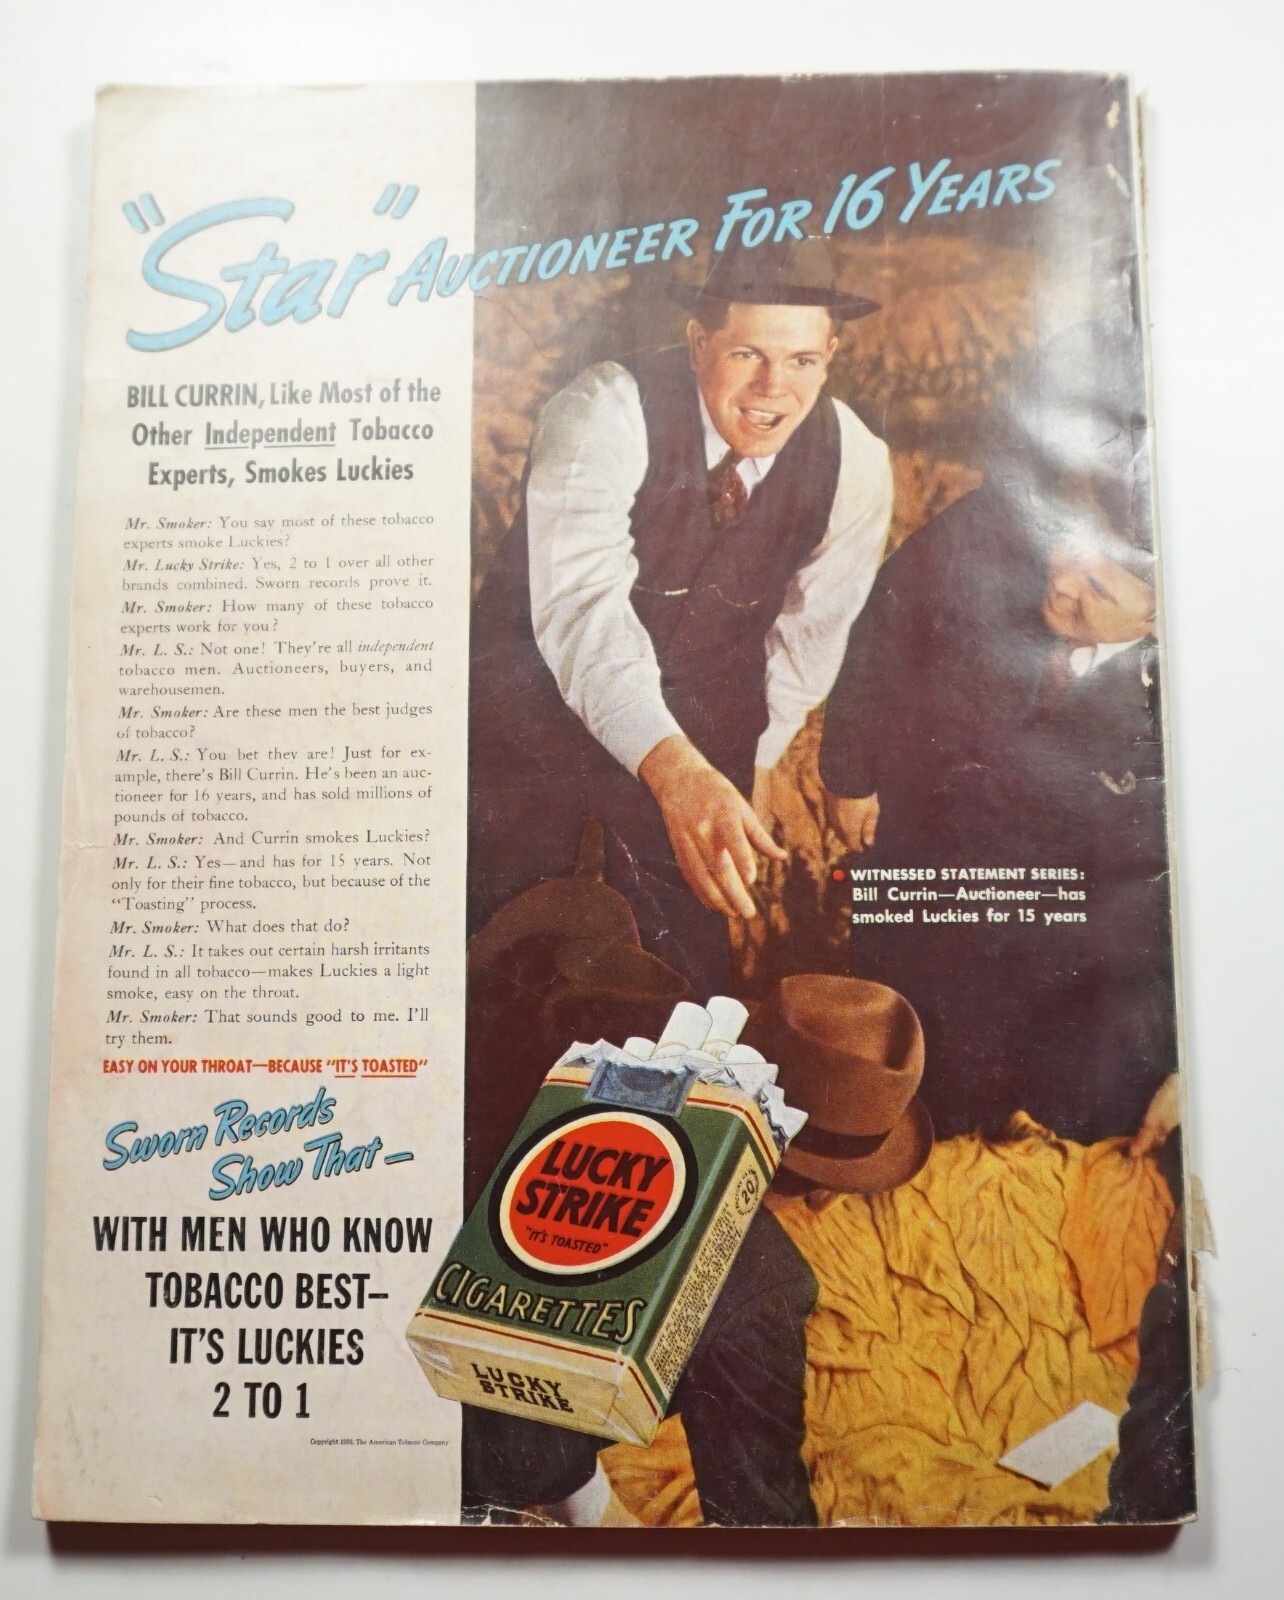 "Star" AUCTIONEER FOR 16 YEARS
BILL CURRIN, Like Most of the
Other Independent Tobacco
Experts, Smokes Luckies
Mr. Smoker: You say most of these tobacco
experts smoke Luckies?
Mr. Lucky Strike: Yes, 2 to 1 over all other
brands combined. Sworn records prove it.
Mr. Smoker: How many of these tobacco
experts work for you?
Mr. L. S.: Not one! They're all independent
tobacco men. Auctioneers, buyers, and
warehousemen.
Mr. Smoker: Are these men the best judges
of tobacco?
Mr. L. S.: You bet they are! Just for ex-
ample, there's Bill Currin. He's been an auc-
tioneer for 16 years, and has sold millions of
pounds of tobacco.
Mr. Smoker: And Currin smokes Luckies?
Mr. L. S.: Yes—and has for 15 years. Not
only for their fine tobacco, but because of the
"Toasting" process.
Mr. Smoker: What does that do?
Mr. L. S.: It takes out certain harsh irritants
found in all tobacco—makes Luckies a light
smoke, easy on the throat.
Mr. Smoker: That sounds good to me. I'll
try them.
EASY ON YOUR THROAT—BECAUSE "IT'S TOASTED"
Sworn Records
Show That—
WITH MEN WHO KNOW
TOBACCO BEST—
IT'S LUCKIES
2 TO 1
Copyright The American Tobacco Company
WITNESSED STATEMENT SERIES:
Bill Currin—Auctioneer—has
smoked Luckies for 15 years
LUCKY
STRIKE
"IT'S TOASTED"
CIGARETTES
LUCKY
STRIKE
20